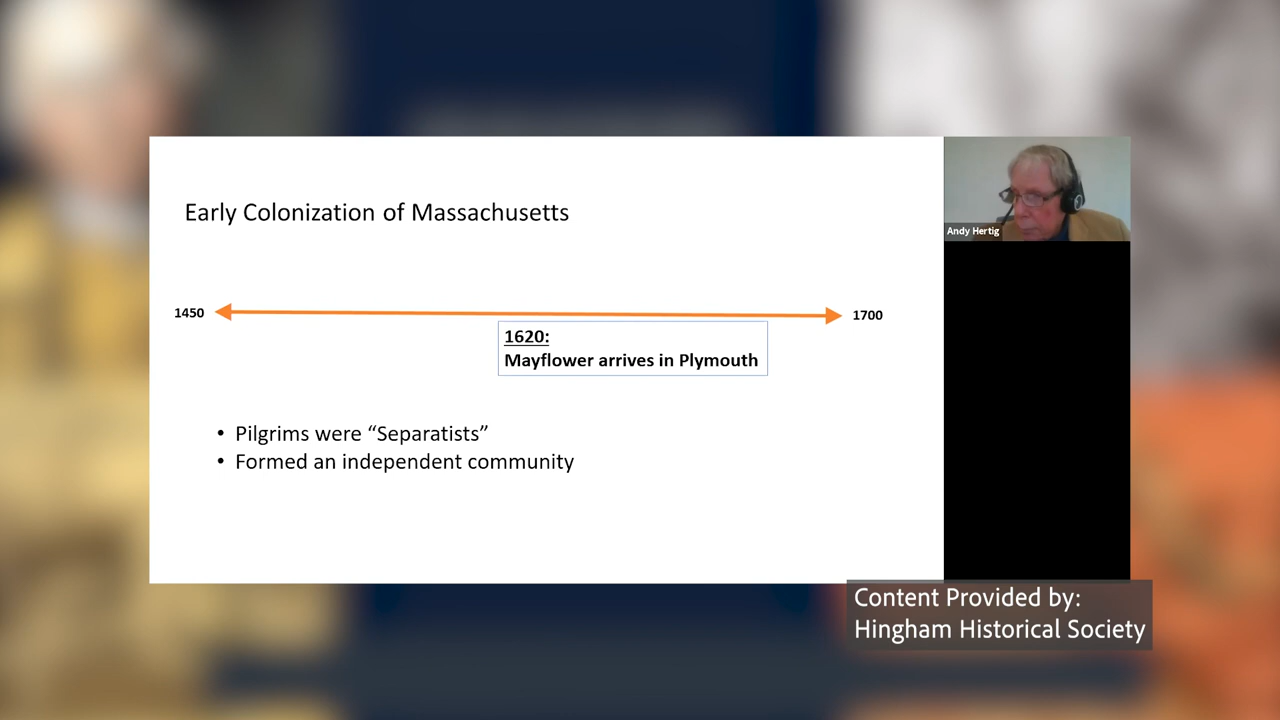 Early Colonization of Massachusetts
Andy Hertig
1450
1700
1620:
Mayflower arrives in Plymouth
• Pilgrims were “Separatists”
• Formed an independent community
Content Provided by:
Hingham Historical Society